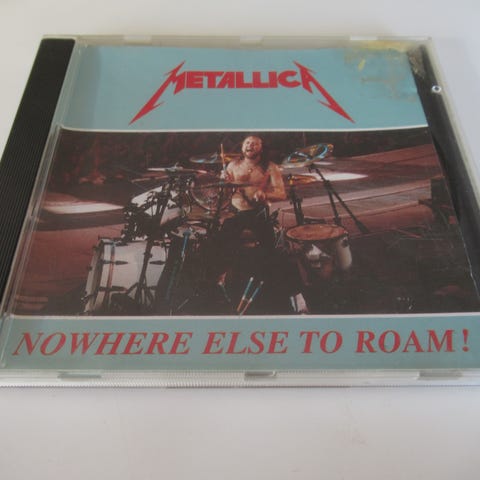 METALLICA
NOWHERE ELSE TO ROAM!